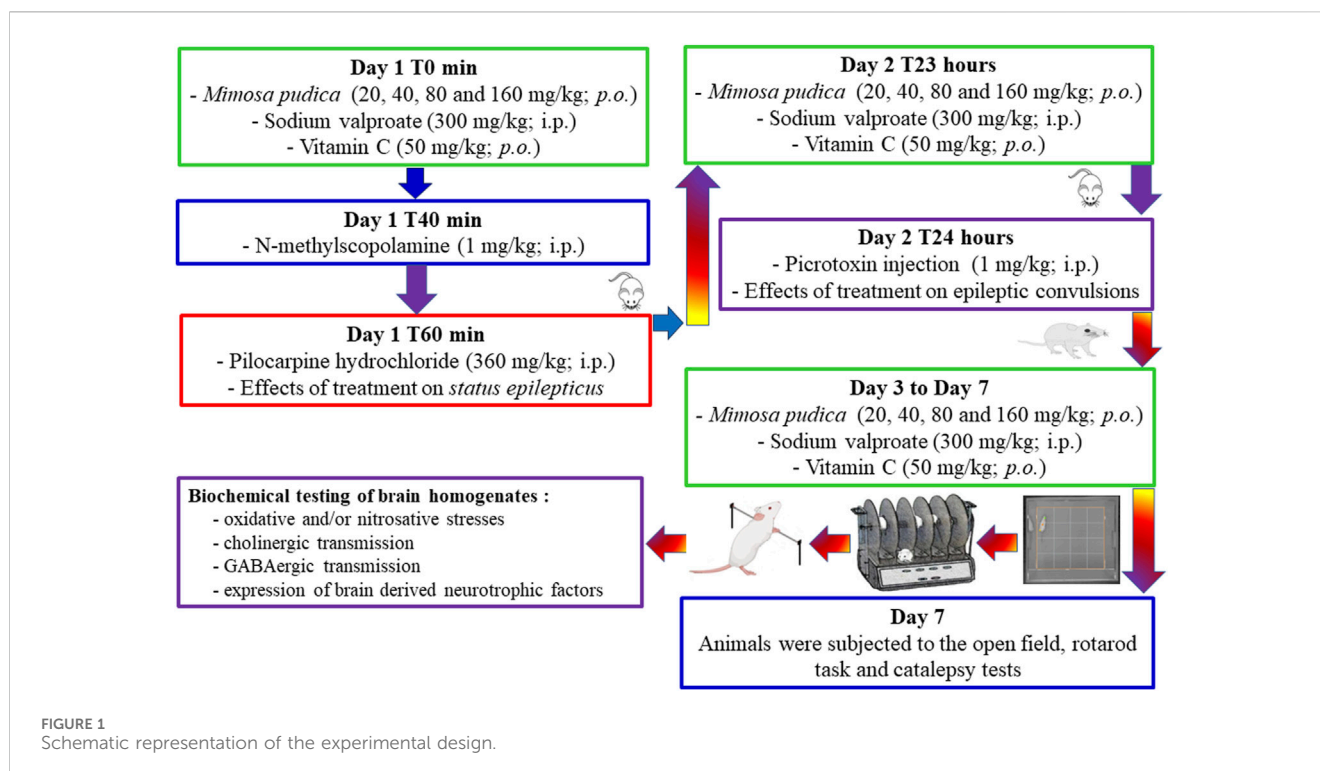 Day 1 T0 min
- Mimosa pudica (20, 40, 80 and 160 mg/kg; p.o.)
- Sodium valproate (300 mg/kg; i.p.)
- Vitamin C (50 mg/kg; p.o.)
Day 1 T40 min
- N-methylscopolamine (1 mg/kg; i.p.)
Day 1 T60 min
- Pilocarpine hydrochloride (360 mg/kg; i.p.)
- Effects of treatment on status epilepticus
Day 2 T23 hours
- Mimosa pudica (20, 40, 80 and 160 mg/kg; p.o.)
- Sodium valproate (300 mg/kg; i.p.)
- Vitamin C (50 mg/kg; p.o.)
Day 2 T24 hours
- Picrotoxin injection (1 mg/kg; i.p.)
- Effects of treatment on epileptic convulsions
Day 3 to Day 7
- Mimosa pudica (20, 40, 80 and 160 mg/kg; p.o.)
- Sodium valproate (300 mg/kg; i.p.)
- Vitamin C (50 mg/kg; p.o.)
Day 7
Animals were subjected to the open field, rotarod
task and catalepsy tests
Biochemical testing of brain homogenates :
- oxidative and/or nitrosative stresses
- cholinergic transmission
- GABAergic transmission
- expression of brain derived neurotrophic factors
FIGURE 1
Schematic representation of the experimental design.